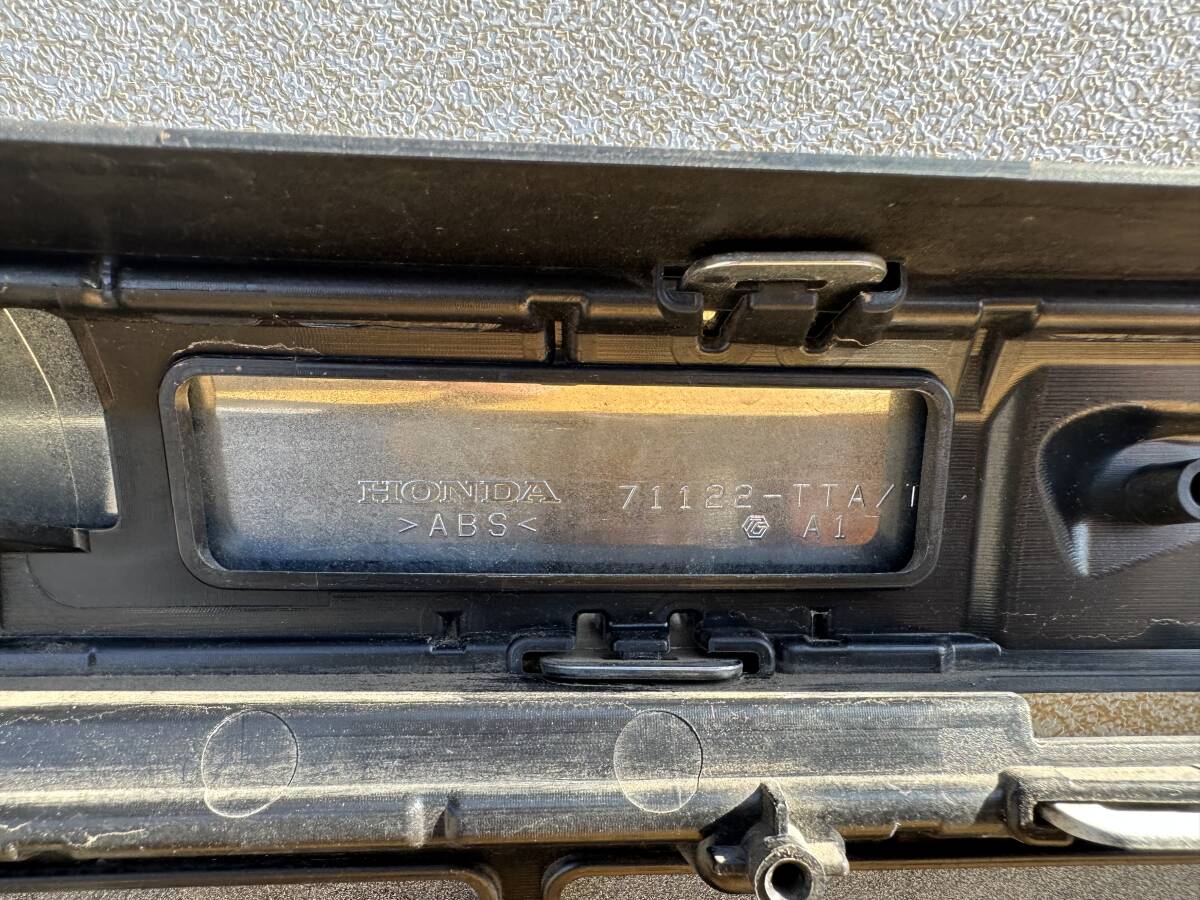 HONDA 71122-TTA/T
>ABS< A1